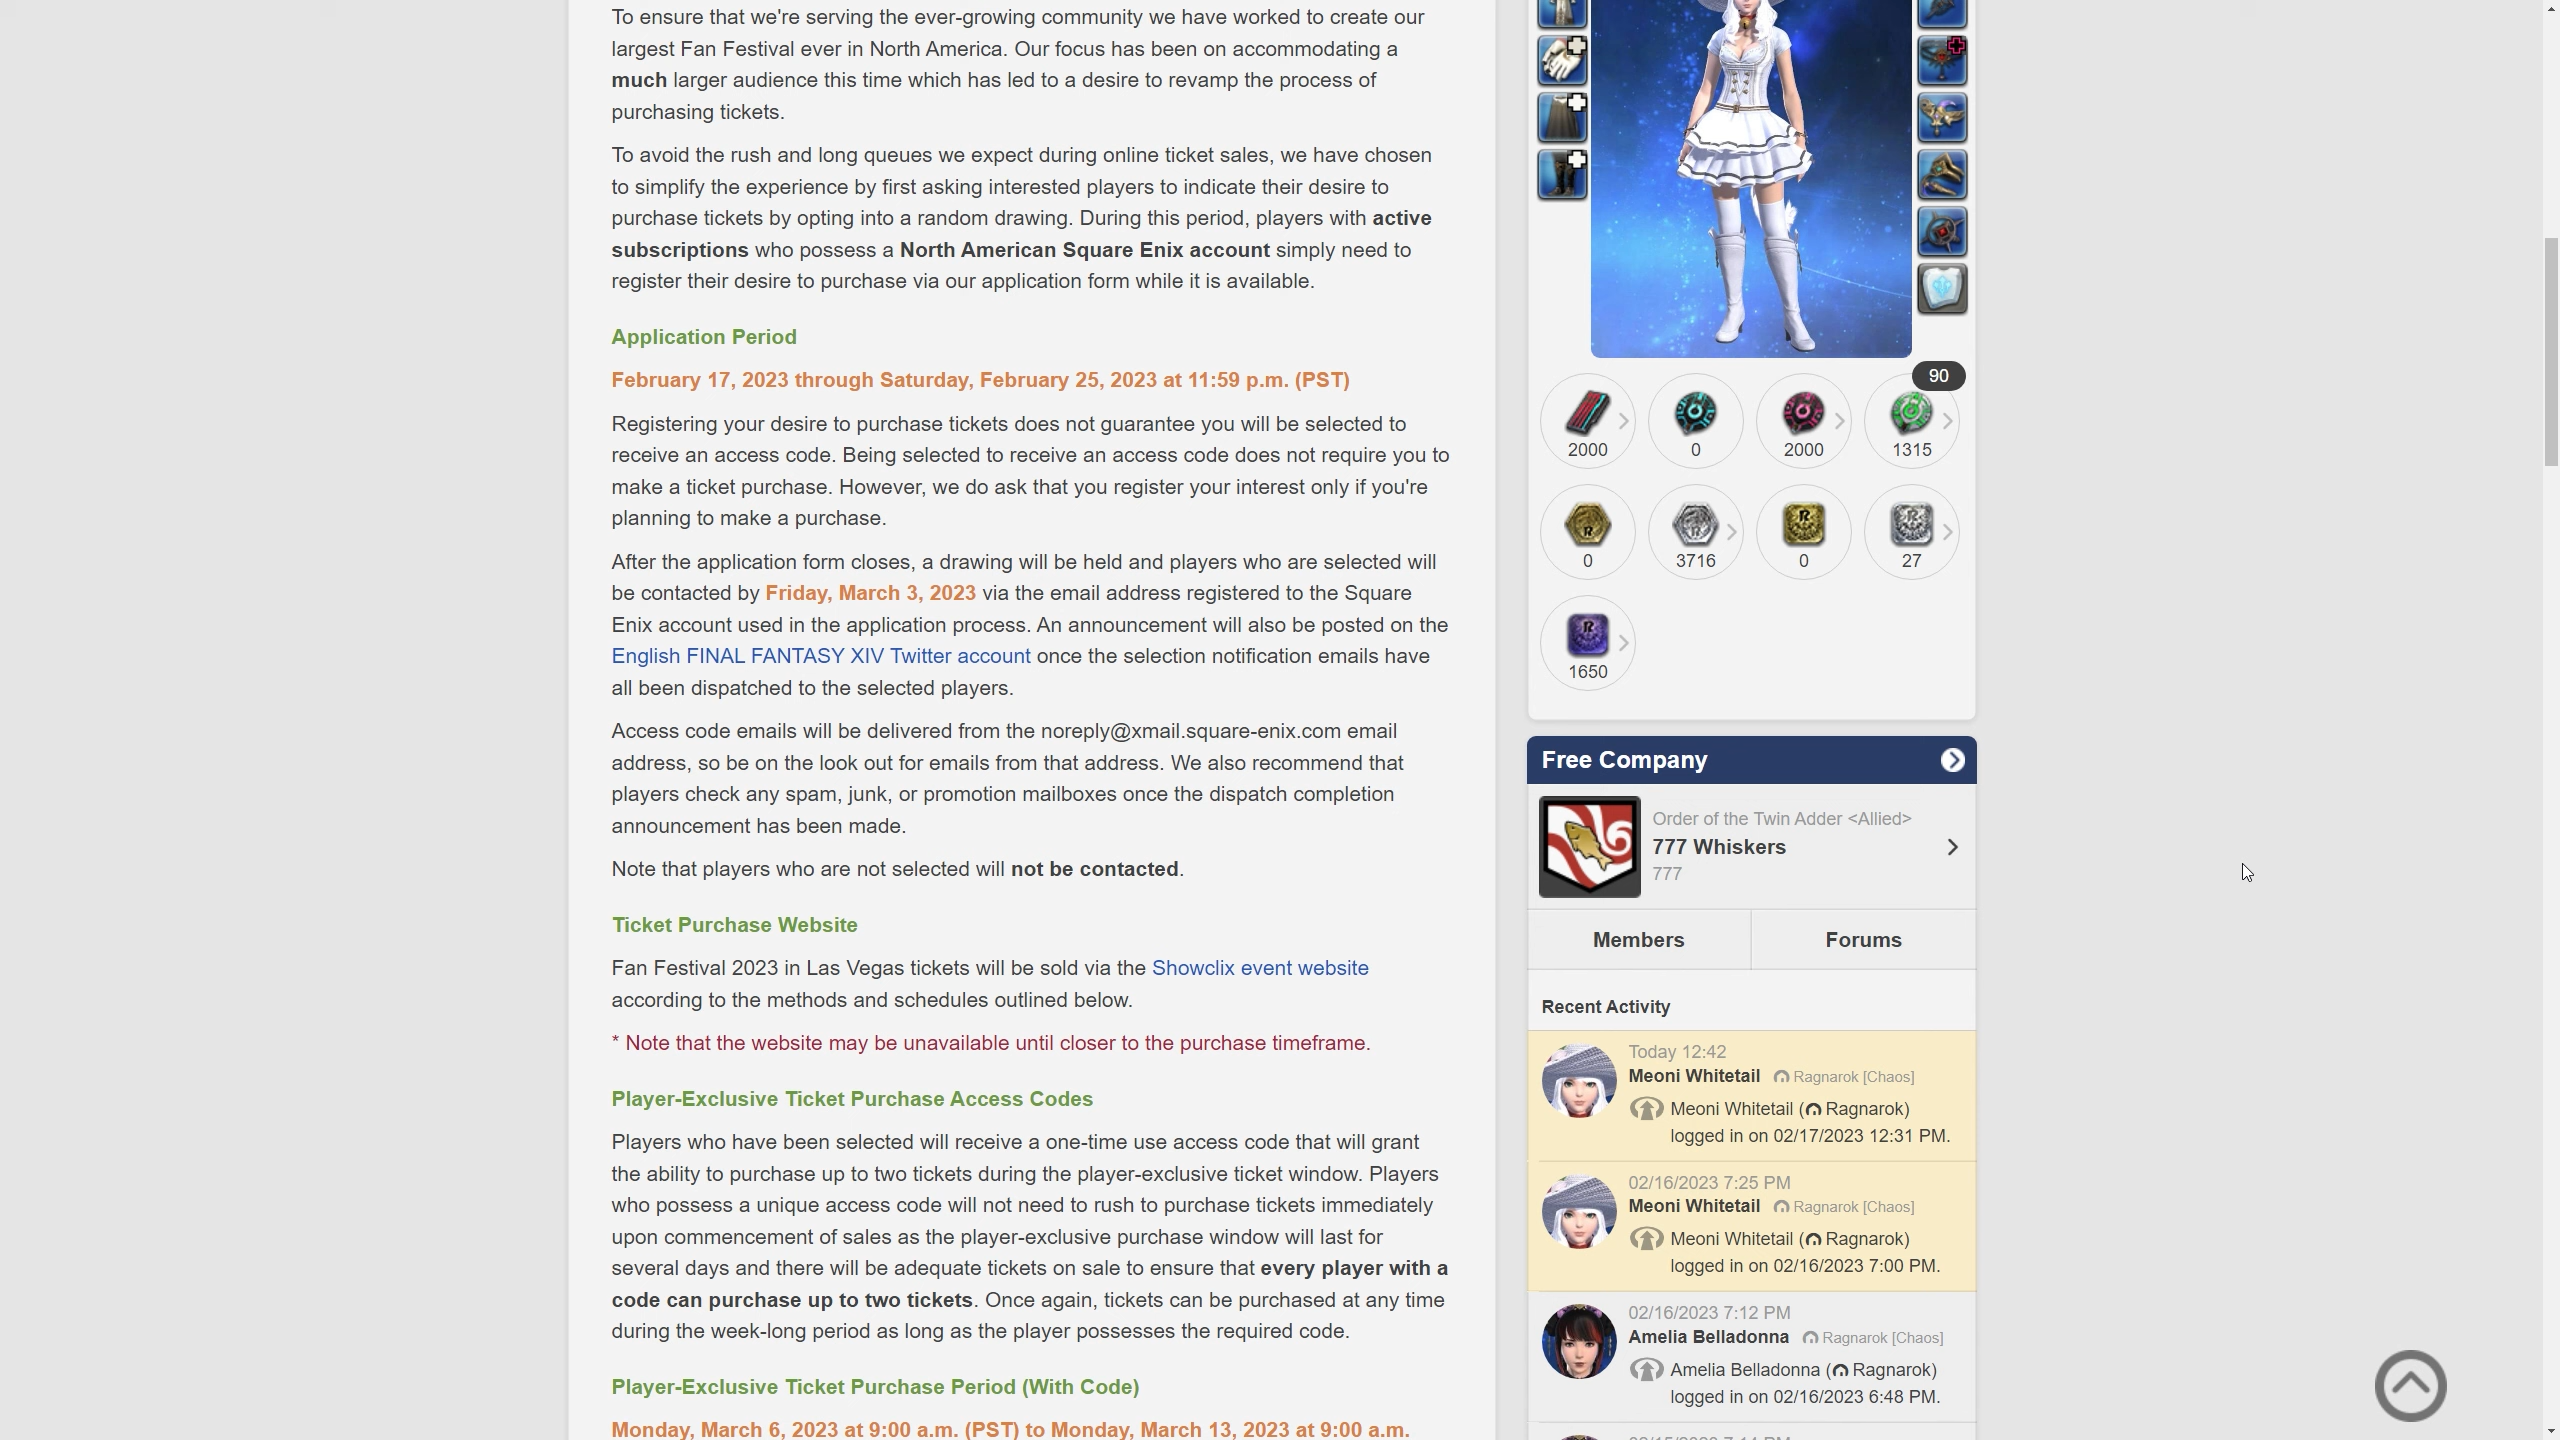 To ensure that we're serving the ever-growing community we have worked to create our
largest Fan Festival ever in North America. Our focus has been on accommodating a
much larger audience this time which has led to a desire to revamp the process of
purchasing tickets.
To avoid the rush and long queues we expect during online ticket sales, we have chosen
to simplify the experience by first asking interested players to indicate their desire to
purchase tickets by opting into a random drawing. During this period, players with active
subscriptions who possess a North American Square Enix account simply need to
register their desire to purchase via our application form while it is available.
Application Period
February 17, 2023 through Saturday, February 25, 2023 at 11:59 p.m. (PST)
Registering your desire to purchase tickets does not guarantee you will be selected to
receive an access code. Being selected to receive an access code does not require you to
make a ticket purchase. However, we do ask that you register your interest only if you're
planning to make a purchase.
After the application form closes, a drawing will be held and players who are selected will
be contacted by Friday, March 3, 2023 via the email address registered to the Square
Enix account used in the application process. An announcement will also be posted on the
English FINAL FANTASY XIV Twitter account once the selection notification emails have
all been dispatched to the selected players.
Access code emails will be delivered from the noreply@xmail.square-enix.com email
address, so be on the look out for emails from that address. We also recommend that
players check any spam, junk, or promotion mailboxes once the dispatch completion
announcement has been made.
Note that players who are not selected will not be contacted.
Ticket Purchase Website
Fan Festival 2023 in Las Vegas tickets will be sold via the Showclix event website
according to the methods and schedules outlined below.
* Note that the website may be unavailable until closer to the purchase timeframe.
Player-Exclusive Ticket Purchase Access Codes
Players who have been selected will receive a one-time use access code that will grant
the ability to purchase up to two tickets during the player-exclusive ticket window. Players
who possess a unique access code will not need to rush to purchase tickets immediately
upon commencement of sales as the player-exclusive purchase window will last for
several days and there will be adequate tickets on sale to ensure that every player with a
code can purchase up to two tickets. Once again, tickets can be purchased at any time
during the week-long period as long as the player possesses the required code.
Player-Exclusive Ticket Purchase Period (With Code)
Monday, March 6, 2023 at 9:00 a.m. (PST) to Monday, March 13, 2023 at 9:00 a.m.
90
2000 0 2000 1315
0 3716 0 27
1650
Free Company
Order of the Twin Adder <Allied>
777 Whiskers
777
Members Forums
Recent Activity
Today 12:42
Meoni Whitetail Ragnarok [Chaos]
Meoni Whitetail (Ragnarok)
logged in on 02/17/2023 12:31 PM.
02/16/2023 7:25 PM
Meoni Whitetail Ragnarok [Chaos]
Meoni Whitetail (Ragnarok)
logged in on 02/16/2023 7:00 PM.
02/16/2023 7:12 PM
Amelia Belladonna Ragnarok [Chaos]
Amelia Belladonna (Ragnarok)
logged in on 02/16/2023 6:48 PM.